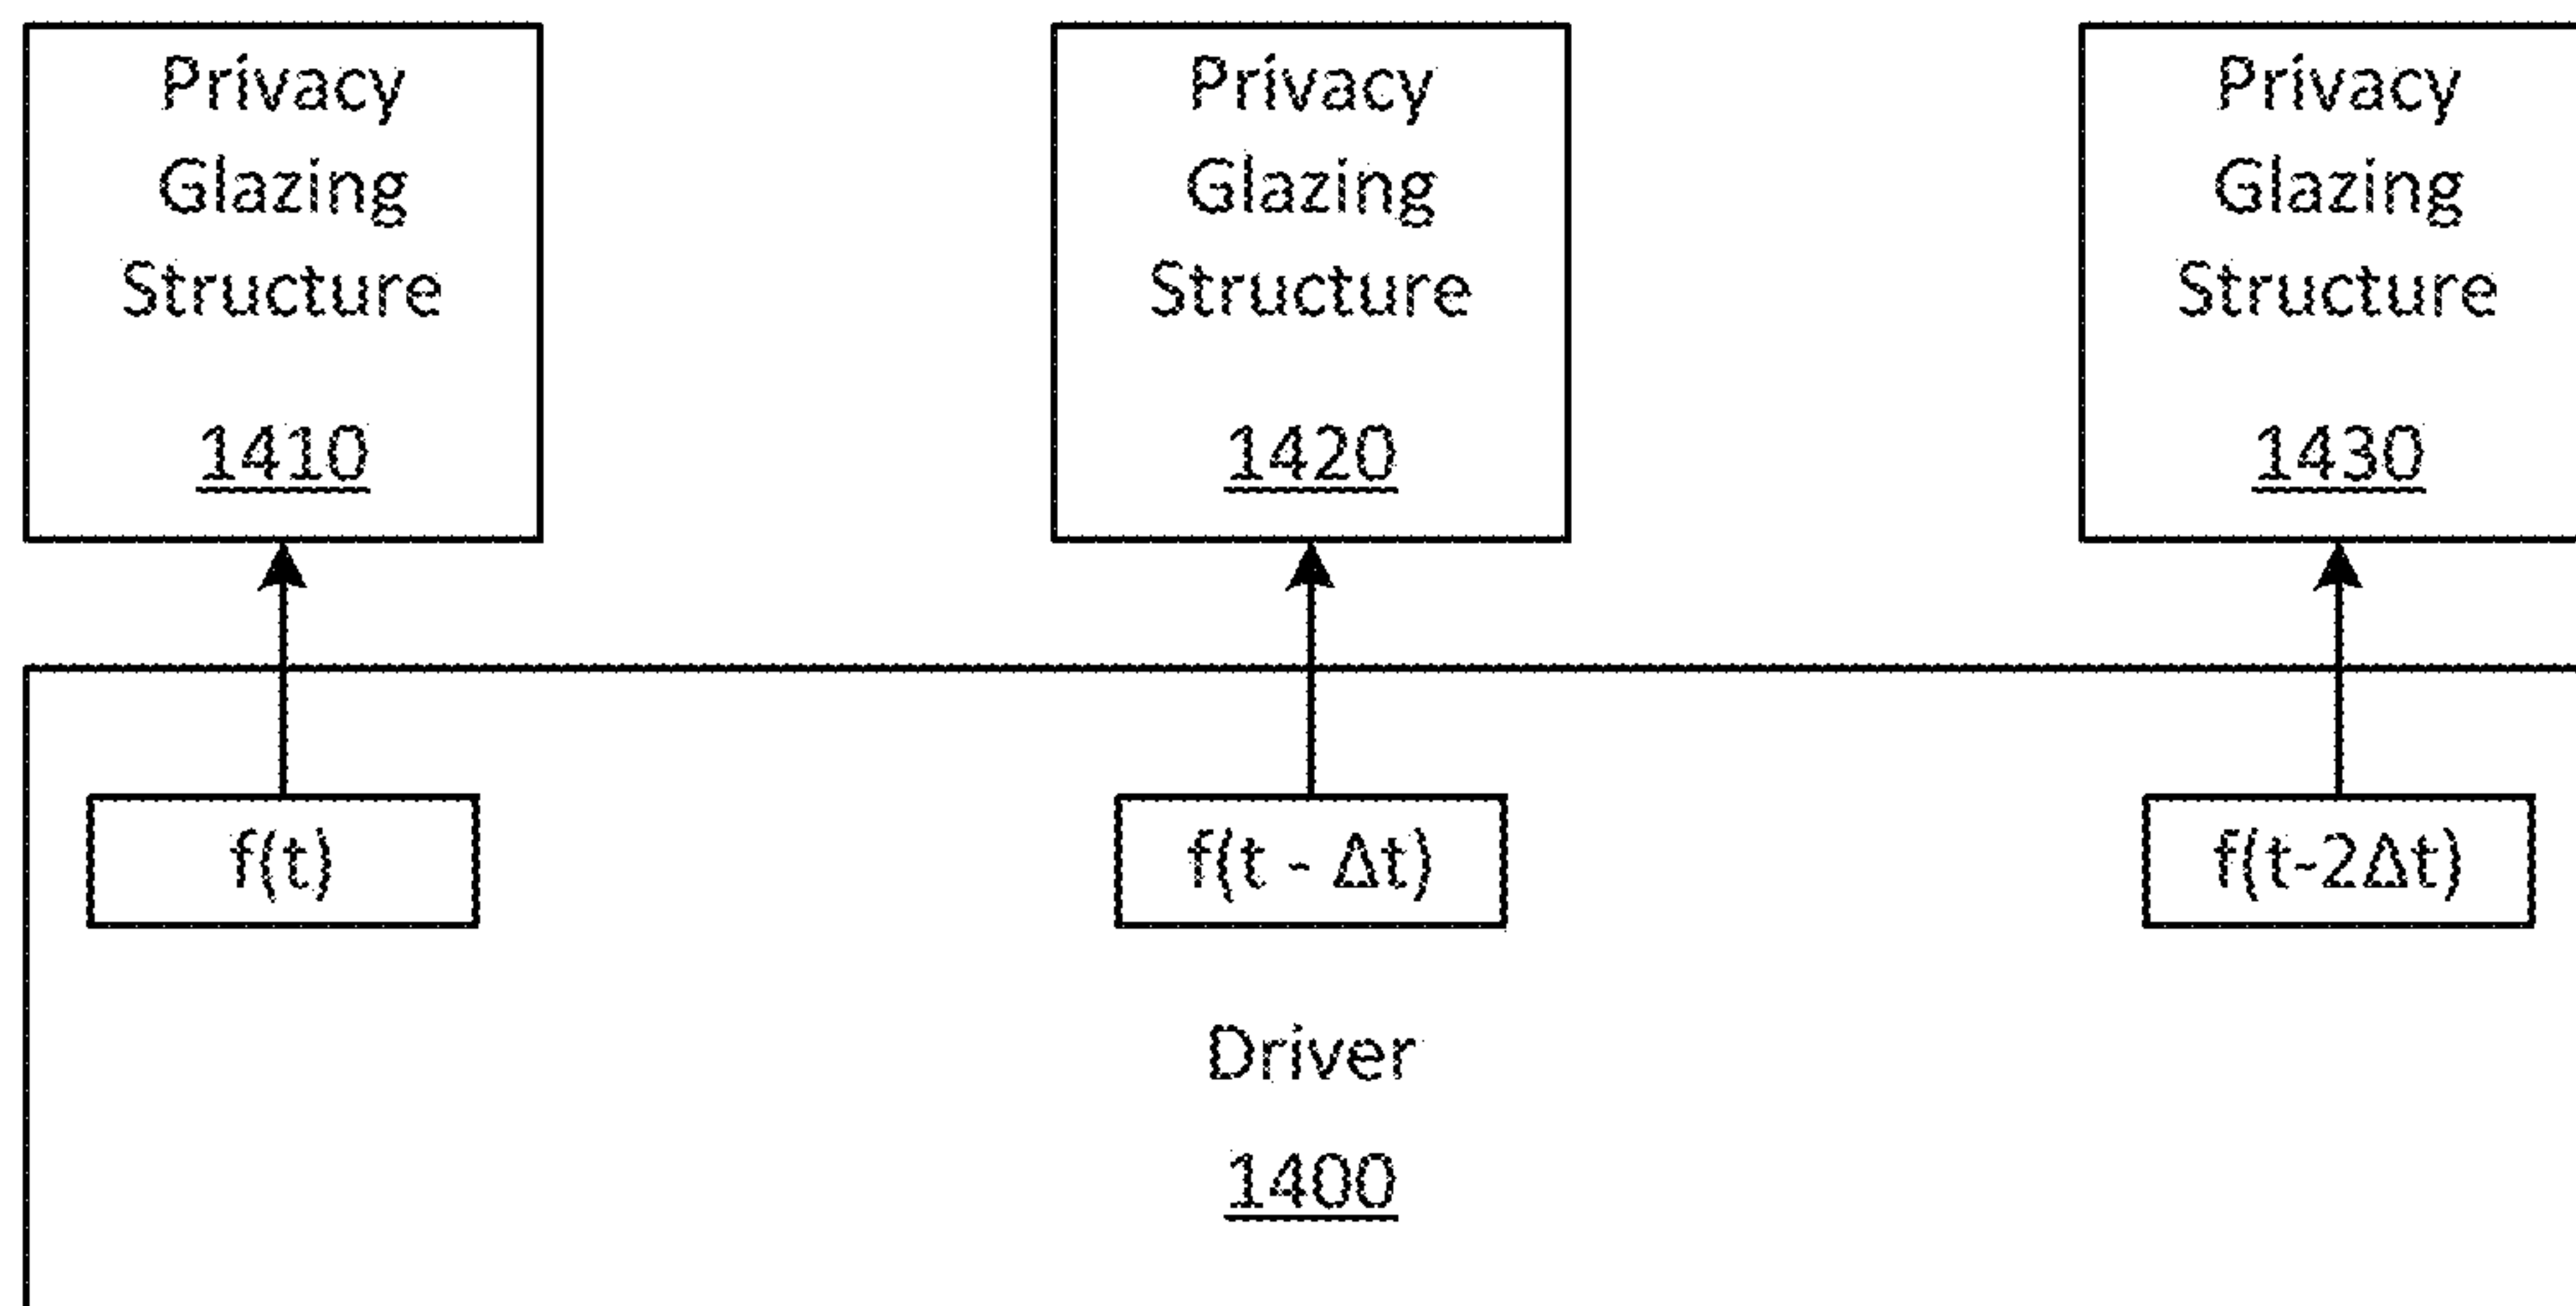 Privacy
Glazing
Structure
1410
Privacy
Glazing
Structure
1420
Privacy
Glazing
Structure
1430
f(t)
f(t - Δt)
f(t-2Δt)
Driver
1400